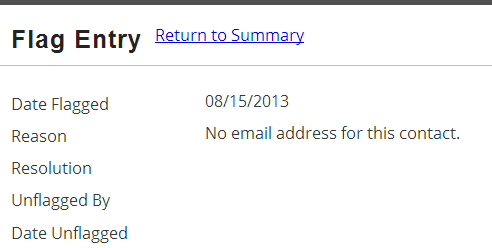 Flag Entry Return to Summary
Date Flagged 08/15/2013
Reason No email address for this contact.
Resolution
Unflagged By
Date Unflagged